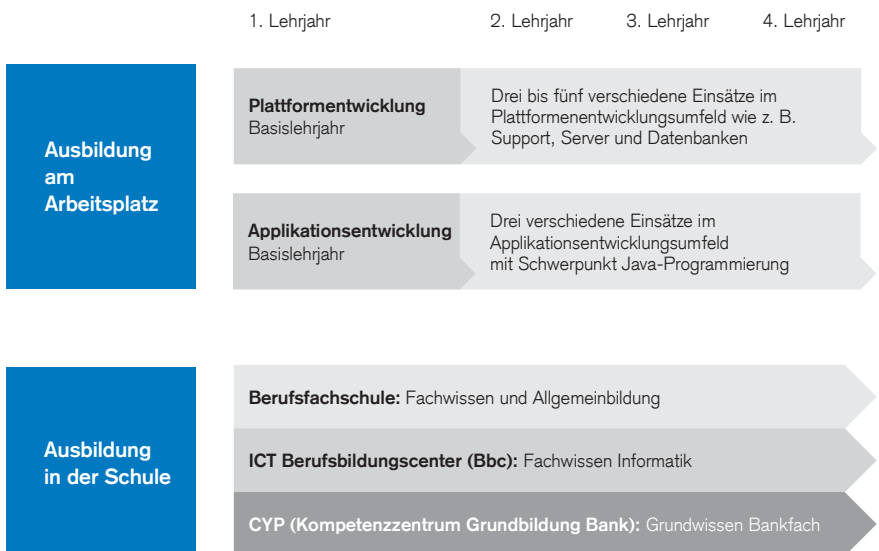 1. Lehrjahr 2. Lehrjahr 3. Lehrjahr 4. Lehrjahr
Ausbildung
am
Arbeitsplatz
Plattformentwicklung
Basislehrjahr
Drei bis fünf verschiedene Einsätze im
Plattformenentwicklungsumfeld wie z. B.
Support, Server und Datenbanken
Applikationsentwicklung
Basislehrjahr
Drei verschiedene Einsätze im
Applikationsentwicklungsumfeld
mit Schwerpunkt Java-Programmierung
Ausbildung
in der Schule
Berufsfachschule: Fachwissen und Allgemeinbildung
ICT Berufsbildungscenter (Bbc): Fachwissen Informatik
CYP (Kompetenzzentrum Grundbildung Bank): Grundwissen Bankfach